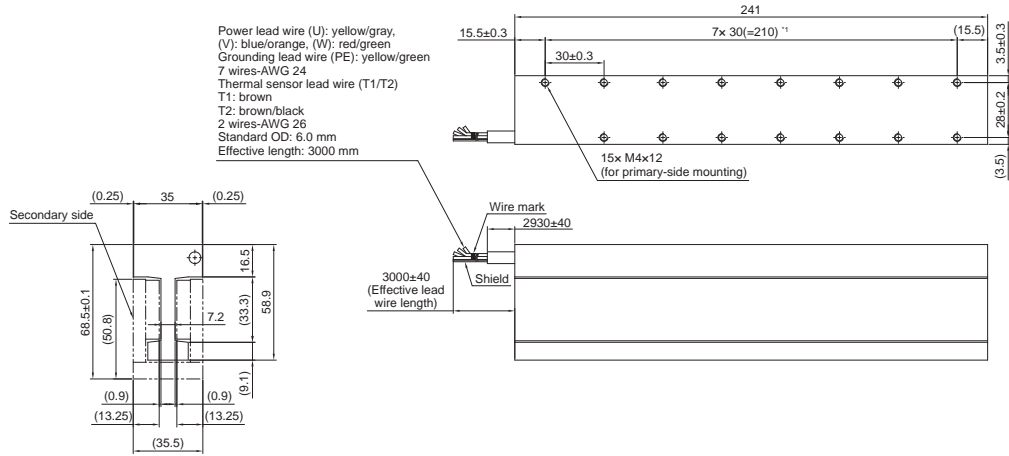 Power lead wire (U): yellow/gray,
(V): blue/orange, (W): red/green
Grounding lead wire (PE): yellow/green
7 wires-AWG 24
Thermal sensor lead wire (T1/T2)
T1: brown
T2: brown/black
2 wires-AWG 26
Standard OD: 6.0 mm
Effective length: 3000 mm
241
15.5±0.3
7× 30(=210) *1
(15.5)
30±0.3
3.5±0.3
28±0.2
(3.5)
15× M4×12
(for primary-side mounting)
(0.25)
35
(0.25)
Secondary side
16.5
68.5±0.1
(50.8)
7.2
(33.3)
58.9
(9.1)
(0.9)
(0.9)
(13.25)
(13.25)
(35.5)
Wire mark
2930±40
3000±40
(Effective lead
wire length)
Shield